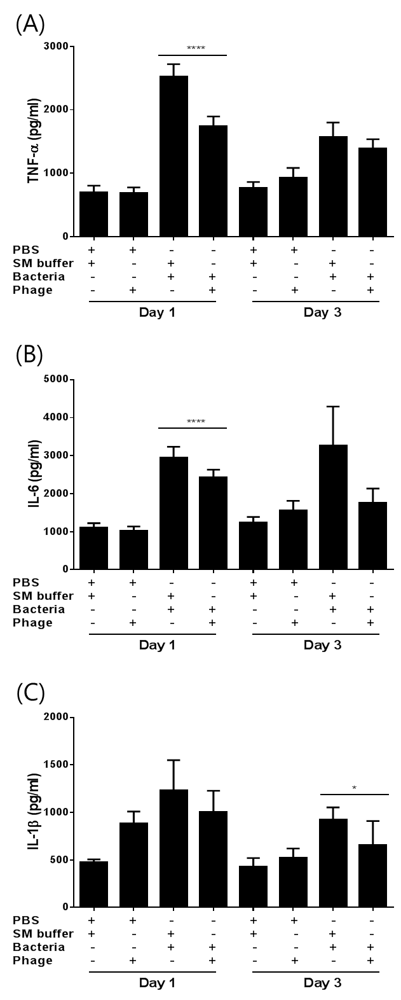 (A)
3000
****
2000
TNF-α (pg/ml)
1000
0
PBS + + - - + + - -
SM buffer + - + - + - + -
Bacteria - - + + - - + +
Phage - + - + - + - +
Day 1 Day 3
(B)
5000
4000
****
3000
IL-6 (pg/ml)
2000
1000
0
PBS + + - - + + - -
SM buffer + - + - + - + -
Bacteria - - + + - - + +
Phage - + - + - + - +
Day 1 Day 3
(C)
2000
1500
*
IL-1β (pg/ml)
1000
500
0
PBS + + - - + + - -
SM buffer + - + - + - + -
Bacteria - - + + - - + +
Phage - + - + - + - +
Day 1 Day 3